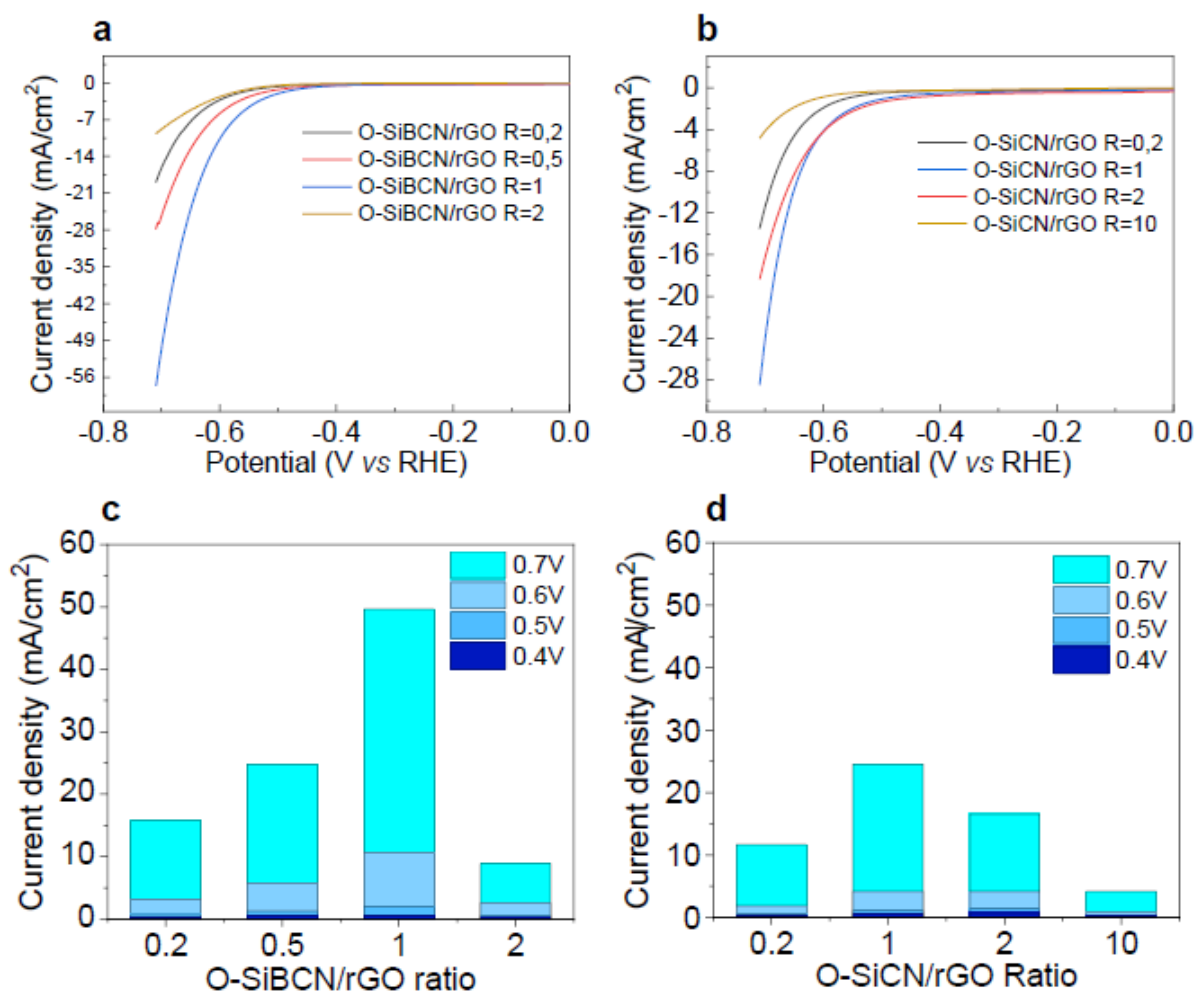 a
Current density (mA/cm²)
0
-7
-14
-21
-28
-35
-42
-49
-56
O-SiBCN/rGO R=0,2
O-SiBCN/rGO R=0,5
O-SiBCN/rGO R=1
O-SiBCN/rGO R=2
-0.8 -0.6 -0.4 -0.2 0.0
Potential (V vs RHE)
b
Current density (mA/cm²)
0
-4
-8
-12
-16
-20
-24
-28
O-SiCN/rGO R=0,2
O-SiCN/rGO R=1
O-SiCN/rGO R=2
O-SiCN/rGO R=10
-0.8 -0.6 -0.4 -0.2 0.0
Potential (V vs RHE)
c
Current density (mA/cm²)
60
50
40
30
20
10
0
0.7V
0.6V
0.5V
0.4V
0.2 0.5 1 2
O-SiBCN/rGO ratio
d
Current density (mA/cm²)
60
50
40
30
20
10
0
0.7V
0.6V
0.5V
0.4V
0.2 1 2 10
O-SiCN/rGO Ratio